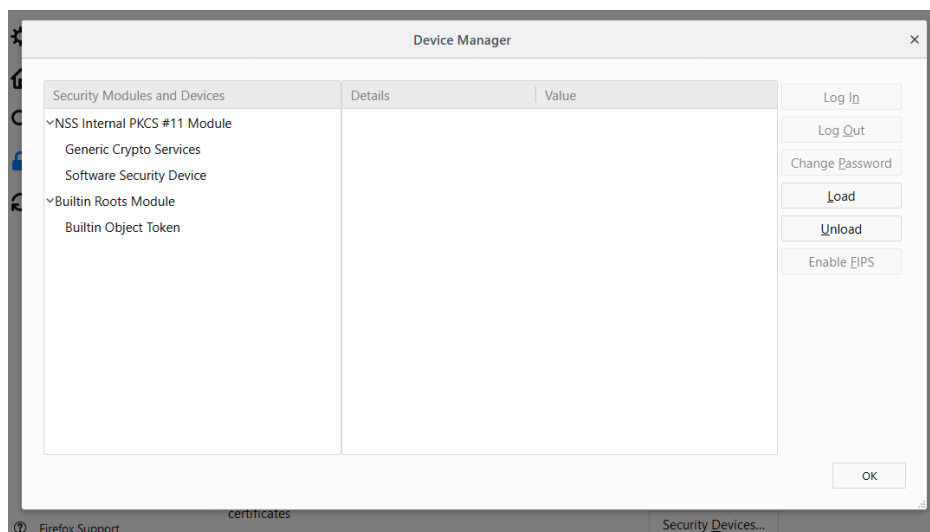 Device Manager
Security Modules and Devices
Details
Value
NSS Internal PKCS #11 Module
Generic Crypto Services
Software Security Device
Builtin Roots Module
Builtin Object Token
Log In
Log Out
Change Password
Load
Unload
Enable FIPS
OK
certificates
Firefox Support
Security Devices...